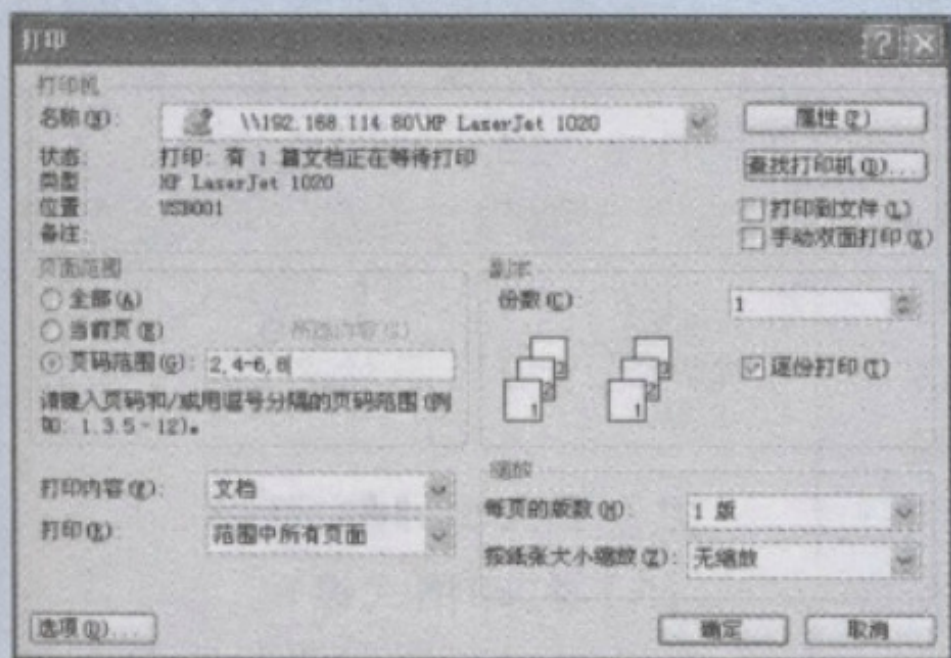 打印
打印机
名称(N): \\192.168.114.80\HP LaserJet 1020 属性(P)
状态: 打印: 有 1 篇文档正在等待打印 查找打印机(D)...
类型: HP LaserJet 1020
位置: USB001 打印到文件(L)
备注: 手动双面打印(X)
页面范围 副本
全部(A) 份数(C): 1
当前页(E) 所选内容(S)
页码范围(G): 2,4-6,8 逐份打印(T)
请键入页码和/或用逗号分隔的页码范围(例
如: 1,3,5-12)。
打印内容(W): 文档 缩放
每页的版数(H): 1 版
打印(R): 范围中所有页面
按纸张大小缩放(Z): 无缩放
选项(O)... 确定 取消